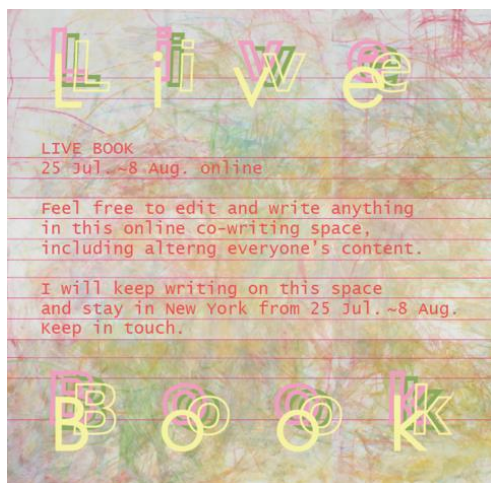 Live
LIVE BOOK
25 Jul.~8 Aug. online
Feel free to edit and write anything
in this online co-writing space,
including alterng everyone's content.
I will keep writing on this space
and stay in New York from 25 Jul.~8 Aug.
Keep in touch.
Book